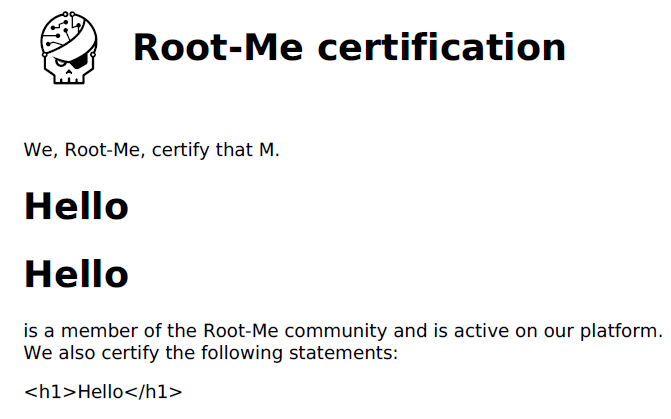 Root-Me certification
We, Root-Me, certify that M.
Hello
Hello
is a member of the Root-Me community and is active on our platform.
We also certify the following statements:
<h1>Hello</h1>